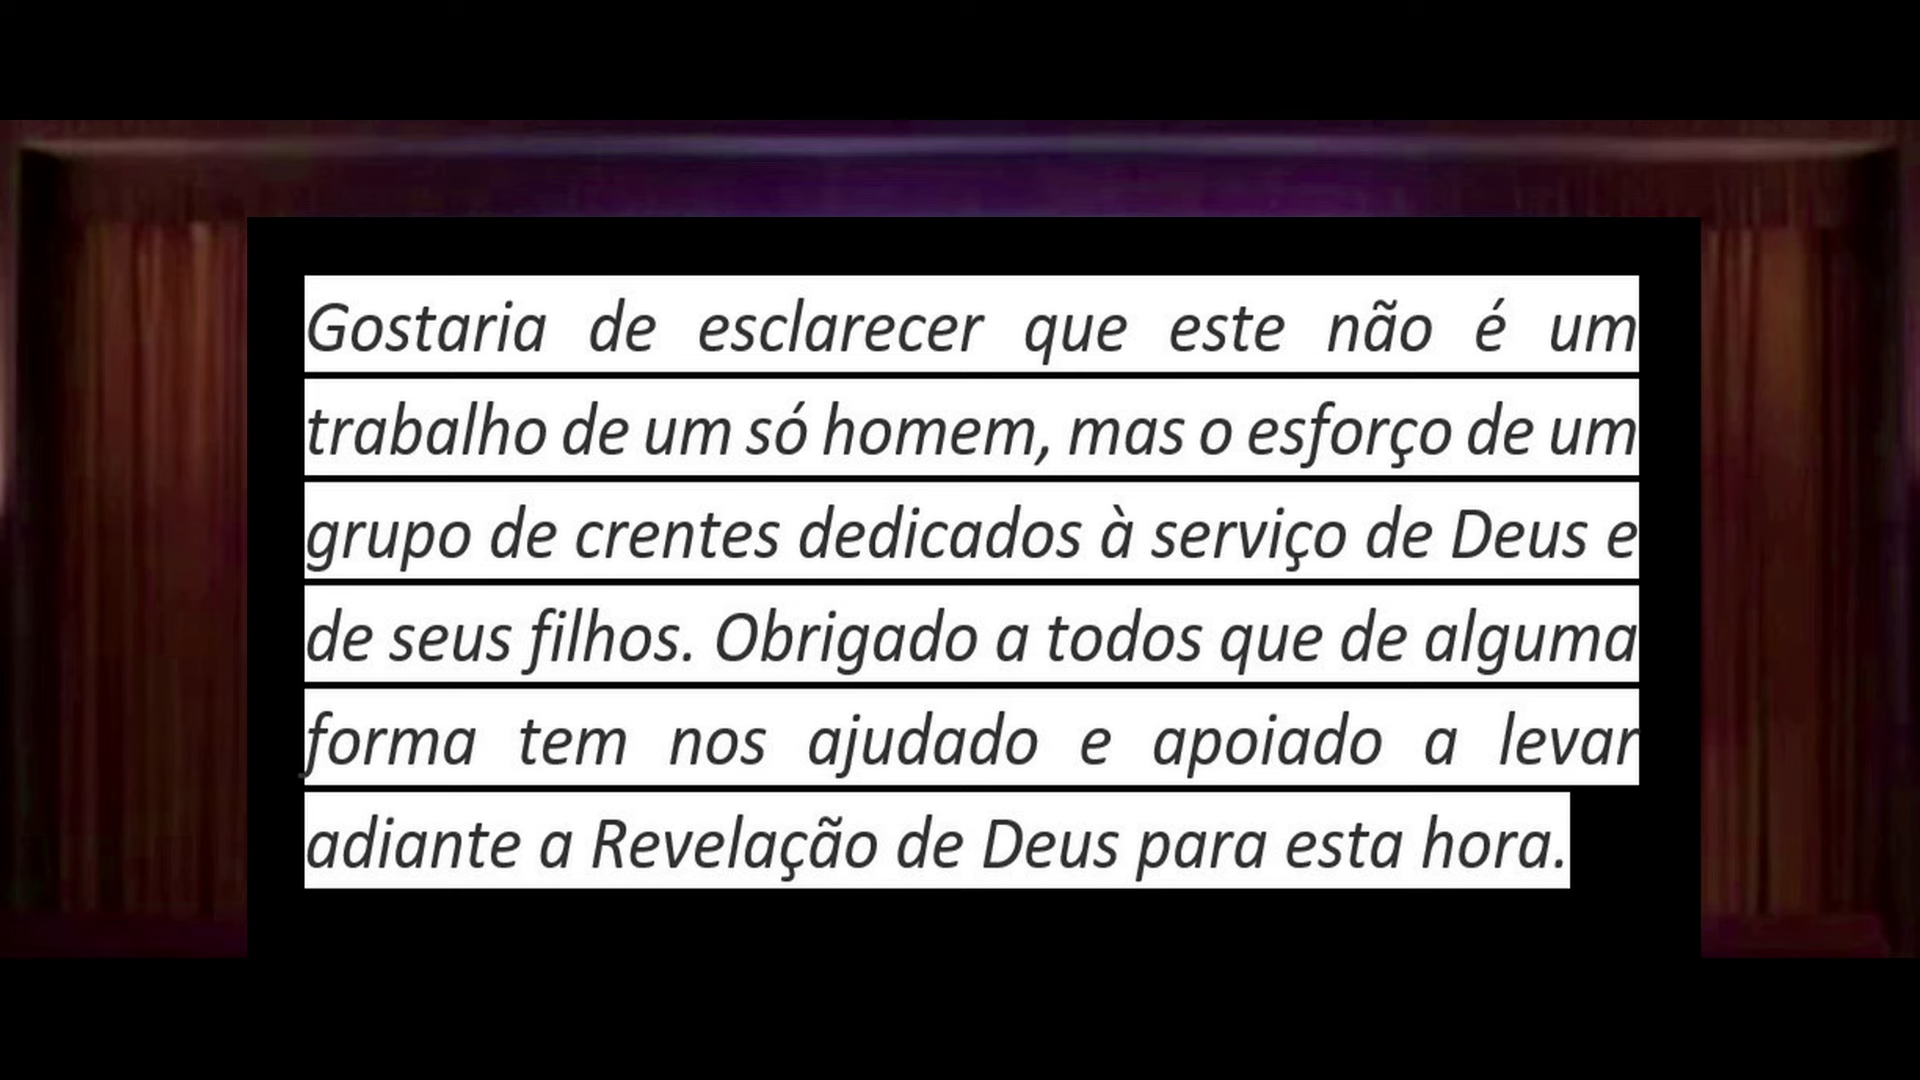 Gostaria de esclarecer que este não é um
trabalho de um só homem, mas o esforço de um
grupo de crentes dedicados à serviço de Deus e
de seus filhos. Obrigado a todos que de alguma
forma tem nos ajudado e apoiado a levar
adiante a Revelação de Deus para esta hora.